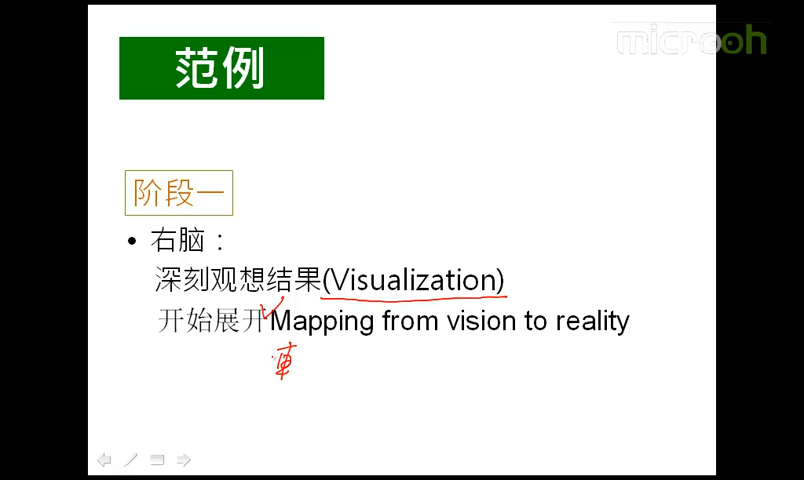 microoh
范例
阶段一
• 右脑：
深刻观想结果(Visualization)
开始展开Mapping from vision to reality